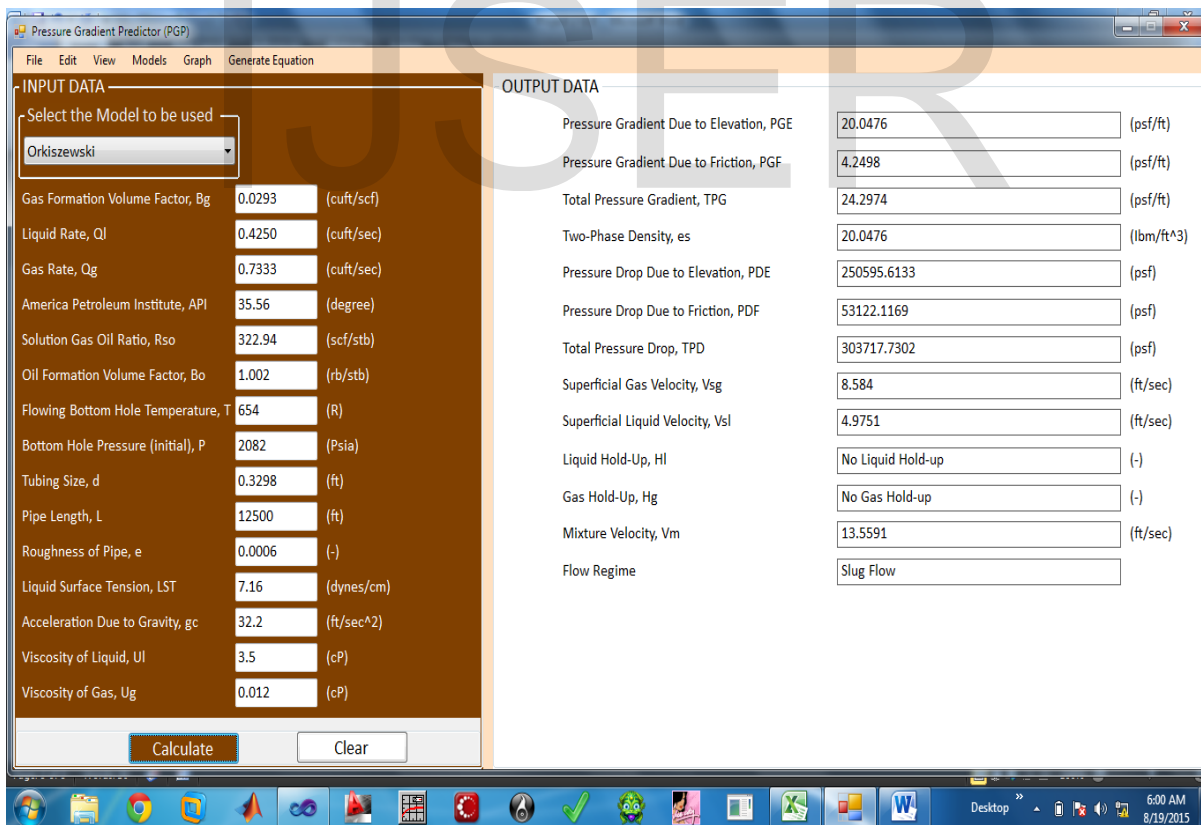 IJSER
Pressure Gradient Predictor (PGP)
File Edit View Models Graph Generate Equation
INPUT DATA
Select the Model to be used
Orkiszewski
Gas Formation Volume Factor, Bg 0.0293 (cuft/scf)
Liquid Rate, Ql 0.4250 (cuft/sec)
Gas Rate, Qg 0.7333 (cuft/sec)
America Petroleum Institute, API 35.56 (degree)
Solution Gas Oil Ratio, Rso 322.94 (scf/stb)
Oil Formation Volume Factor, Bo 1.002 (rb/stb)
Flowing Bottom Hole Temperature, T 654 (R)
Bottom Hole Pressure (initial), P 2082 (Psia)
Tubing Size, d 0.3298 (ft)
Pipe Length, L 12500 (ft)
Roughness of Pipe, e 0.0006 (-)
Liquid Surface Tension, LST 7.16 (dynes/cm)
Acceleration Due to Gravity, gc 32.2 (ft/sec^2)
Viscosity of Liquid, Ul 3.5 (cP)
Viscosity of Gas, Ug 0.012 (cP)
Calculate Clear
OUTPUT DATA
Pressure Gradient Due to Elevation, PGE 20.0476 (psf/ft)
Pressure Gradient Due to Friction, PGF 4.2498 (psf/ft)
Total Pressure Gradient, TPG 24.2974 (psf/ft)
Two-Phase Density, es 20.0476 (Ibm/ft^3)
Pressure Drop Due to Elevation, PDE 250595.6133 (psf)
Pressure Drop Due to Friction, PDF 53122.1169 (psf)
Total Pressure Drop, TPD 303717.7302 (psf)
Superficial Gas Velocity, Vsg 8.584 (ft/sec)
Superficial Liquid Velocity, Vsl 4.9751 (ft/sec)
Liquid Hold-Up, Hl No Liquid Hold-up (-)
Gas Hold-Up, Hg No Gas Hold-up (-)
Mixture Velocity, Vm 13.5591 (ft/sec)
Flow Regime Slug Flow
Desktop » 6:00 AM
8/19/2015